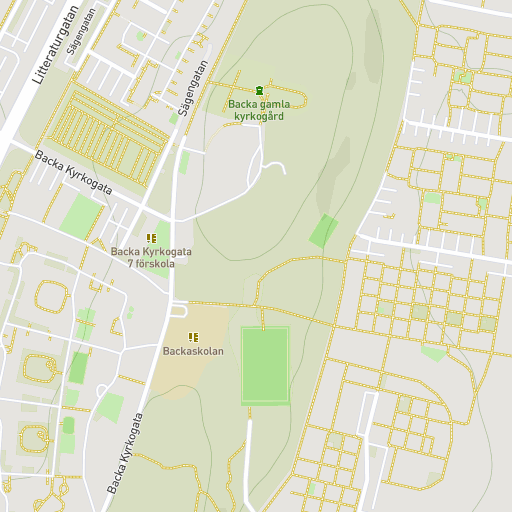 Litteraturgatan
Sägengatan
Sägengatan
Backa gamla
kyrkogård
Backa Kyrkogata
Backa Kyrkogata
7 förskola
Backaskolan
Backa Kyrkogata